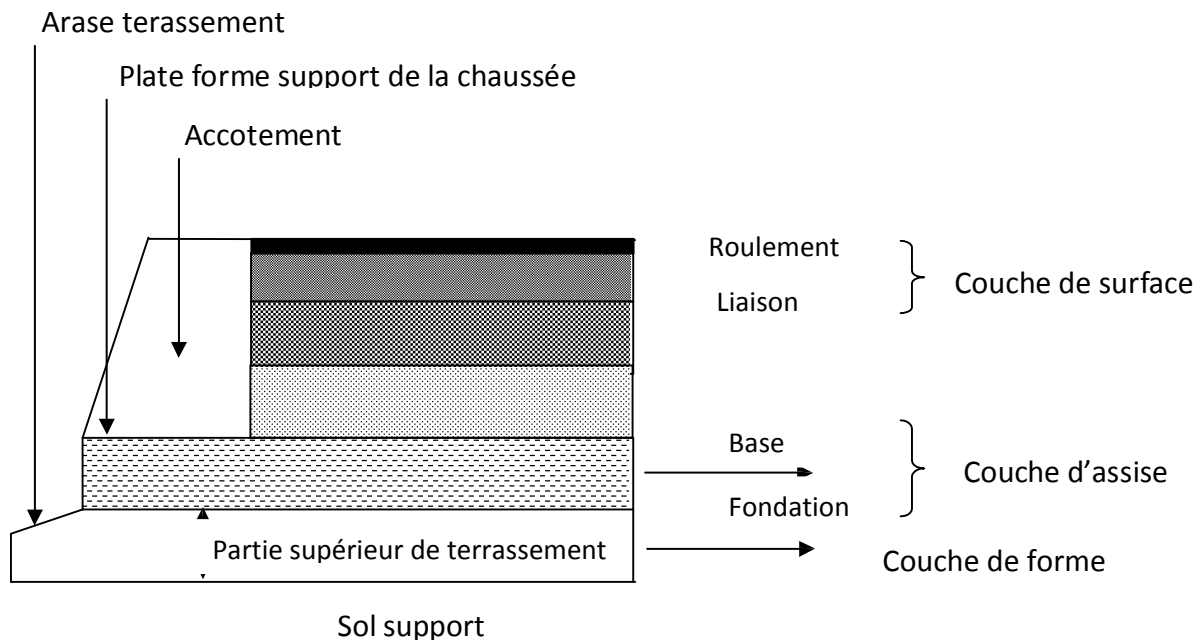 Arase terassement
Plate forme support de la chaussée
Accotement
Roulement
Liaison
Couche de surface
Base
Fondation
Couche d’assise
Partie supérieur de terrassement
Couche de forme
Sol support